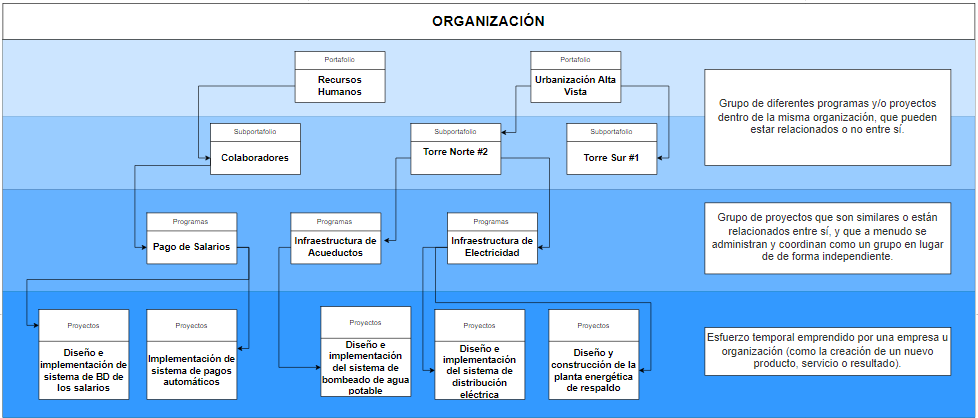 ORGANIZACIÓN
Portafolio
Recursos
Humanos
Portafolio
Urbanización Alta
Vista
Grupo de diferentes programas y/o proyectos
dentro de la misma organización, que pueden
estar relacionados o no entre sí.
Subportafolio
Colaboradores
Subportafolio
Torre Norte #2
Subportafolio
Torre Sur #1
Programas
Pago de Salarios
Programas
Infraestructura de
Acueductos
Programas
Infraestructura de
Electricidad
Grupo de proyectos que son similares o están
relacionados entre sí, y que a menudo se
administran y coordinan como un grupo en lugar
de de forma independiente.
Proyectos
Diseño e
implementación de
sistema de BD de
los salarios
Proyectos
Implementación de
sistema de pagos
automáticos
Proyectos
Diseño e
implementación
del sistema de
bombeado de agua
potable
Proyectos
Diseño e
implementación
del sistema de
distribución
eléctrica
Proyectos
Diseño y
construcción de la
planta energética
de respaldo
Esfuerzo temporal emprendido por una empresa u
organización (como la creación de un nuevo
producto, servicio o resultado).